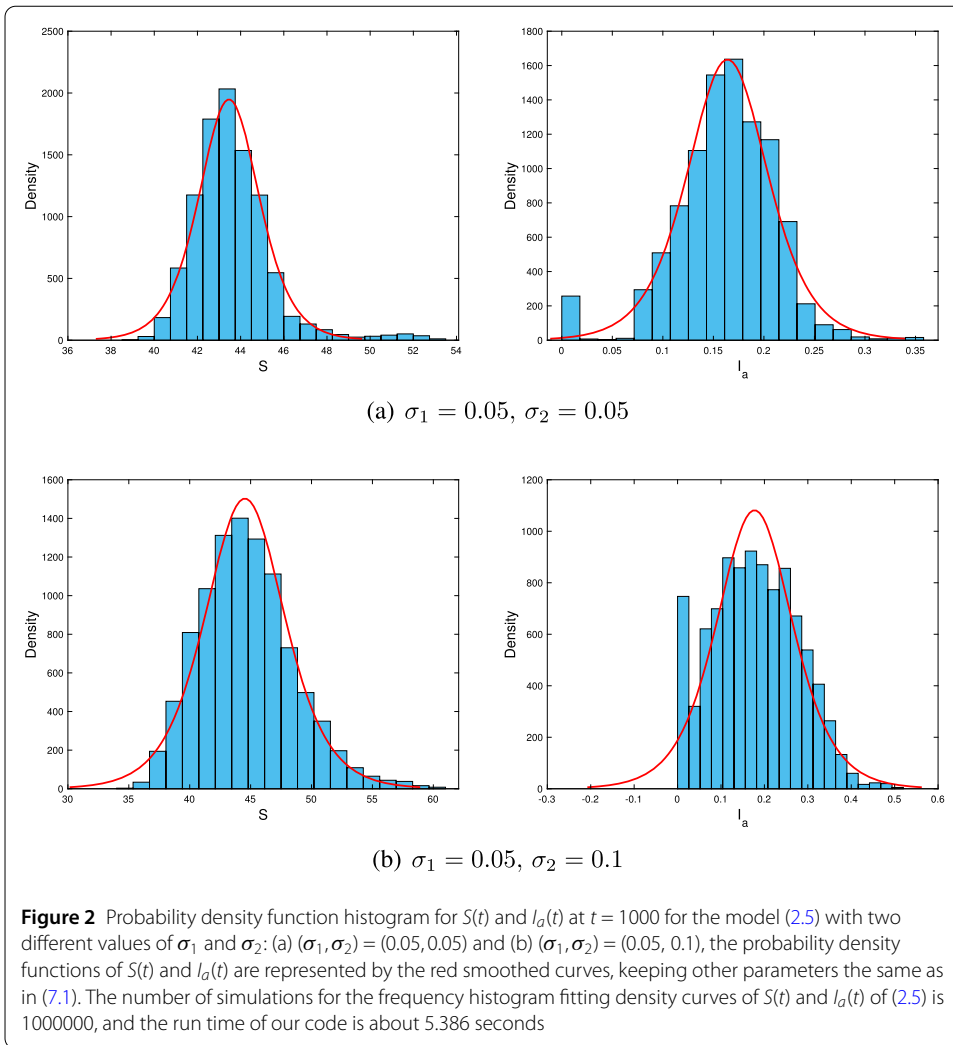 2500
2000
1500
1000
500
0
Density
36 38 40 42 44 46 48 50 52 54
S
1800
1600
1400
1200
1000
800
600
400
200
0
Density
0 0.05 0.1 0.15 0.2 0.25 0.3 0.35
I_a
(a) σ₁ = 0.05, σ₂ = 0.05
1600
1400
1200
1000
800
600
400
200
0
Density
30 35 40 45 50 55 60
S
1200
1000
800
600
400
200
0
Density
-0.3 -0.2 -0.1 0 0.1 0.2 0.3 0.4 0.5 0.6
I_a
(b) σ₁ = 0.05, σ₂ = 0.1
Figure 2 Probability density function histogram for S(t) and I_a(t) at t = 1000 for the model (2.5) with two
different values of σ₁ and σ₂: (a) (σ₁,σ₂) = (0.05,0.05) and (b) (σ₁,σ₂) = (0.05, 0.1), the probability density
functions of S(t) and I_a(t) are represented by the red smoothed curves, keeping other parameters the same as
in (7.1). The number of simulations for the frequency histogram fitting density curves of S(t) and I_a(t) of (2.5) is
1000000, and the run time of our code is about 5.386 seconds